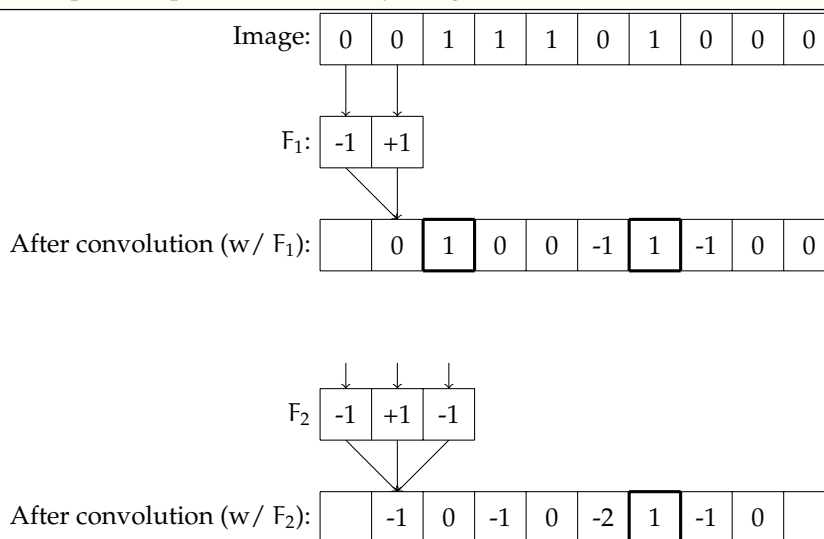 Image: 0 0 1 1 1 0 1 0 0 0
F1: -1 +1
After convolution (w/ F1): 0 1 0 0 -1 1 -1 0 0
F2 -1 +1 -1
After convolution (w/ F2): -1 0 -1 0 -2 1 -1 0